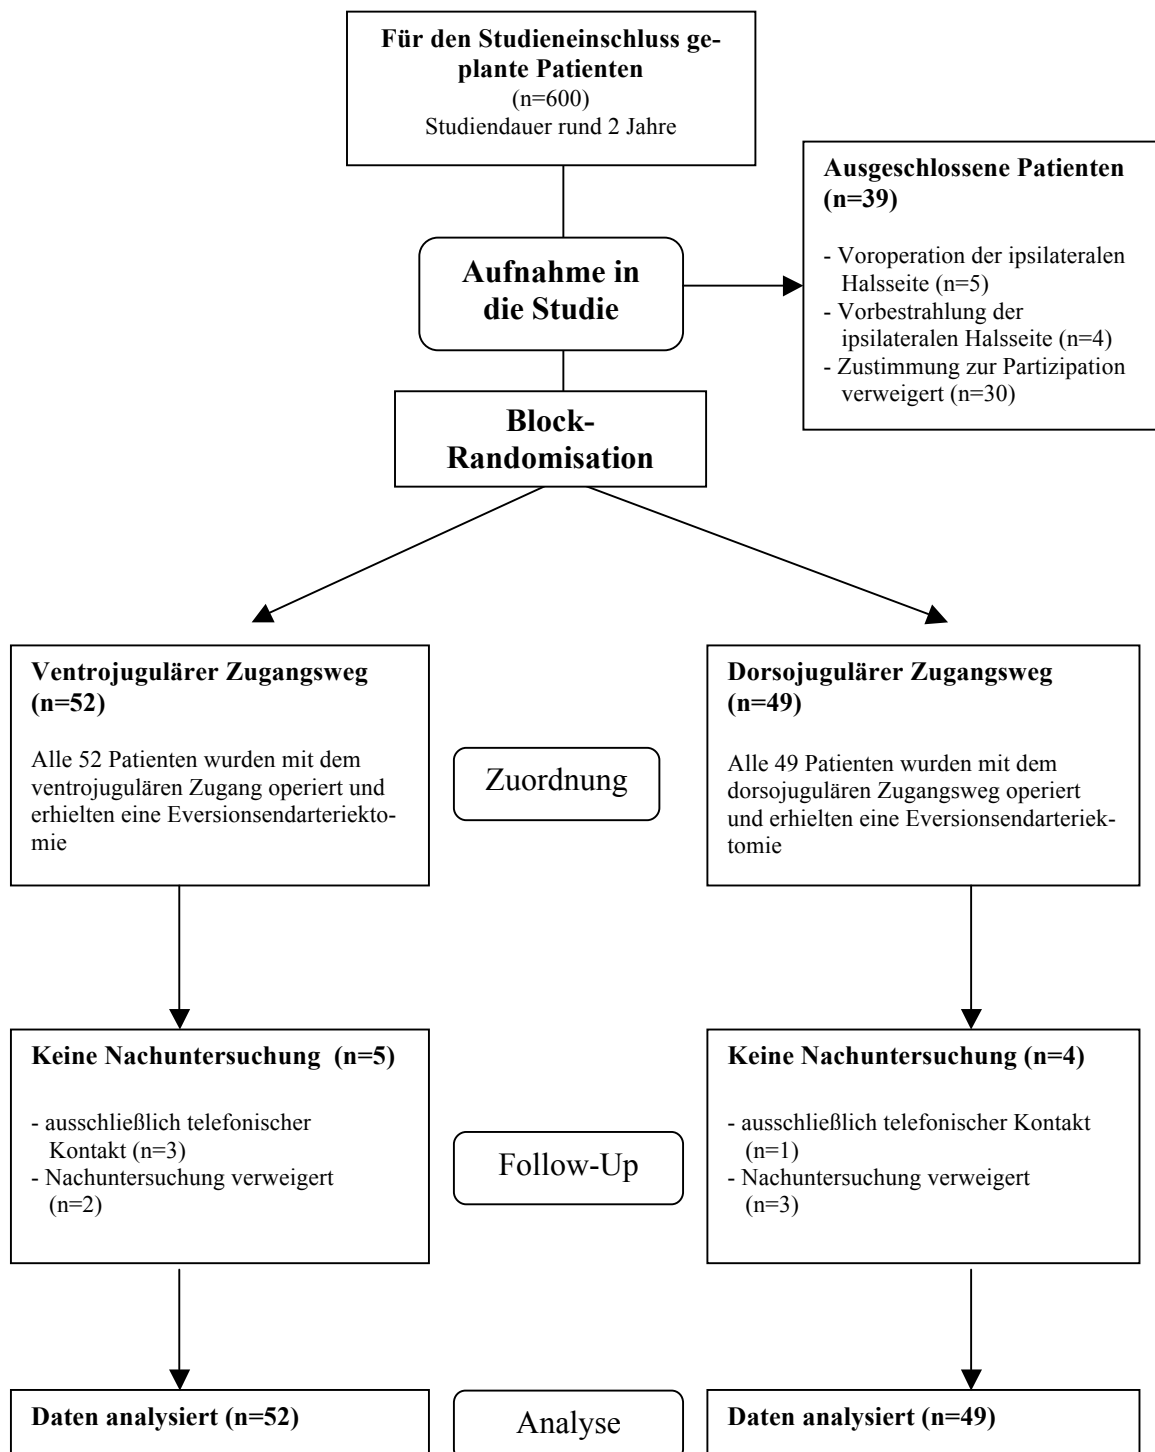 Für den Studieneinschluss ge-
plante Patienten
(n=600)
Studiendauer rund 2 Jahre
Ausgeschlossene Patienten
(n=39)
- Voroperation der ipsilateralen
Halsseite (n=5)
- Vorbestrahlung der
ipsilateralen Halsseite (n=4)
- Zustimmung zur Partizipation
verweigert (n=30)
Aufnahme in
die Studie
Block-
Randomisation
Ventrojugulärer Zugangsweg
(n=52)
Alle 52 Patienten wurden mit dem
ventrojugulären Zugang operiert und
erhielten eine Eversionsendarteriekto-
mie
Zuordnung
Dorsojugulärer Zugangsweg
(n=49)
Alle 49 Patienten wurden mit dem
dorsojugulären Zugangsweg operiert
und erhielten eine Eversionsendarteriek-
tomie
Keine Nachuntersuchung (n=5)
- ausschließlich telefonischer
Kontakt (n=3)
- Nachuntersuchung verweigert
(n=2)
Follow-Up
Keine Nachuntersuchung (n=4)
- ausschließlich telefonischer Kontakt
(n=1)
- Nachuntersuchung verweigert
(n=3)
Daten analysiert (n=52)
Analyse
Daten analysiert (n=49)